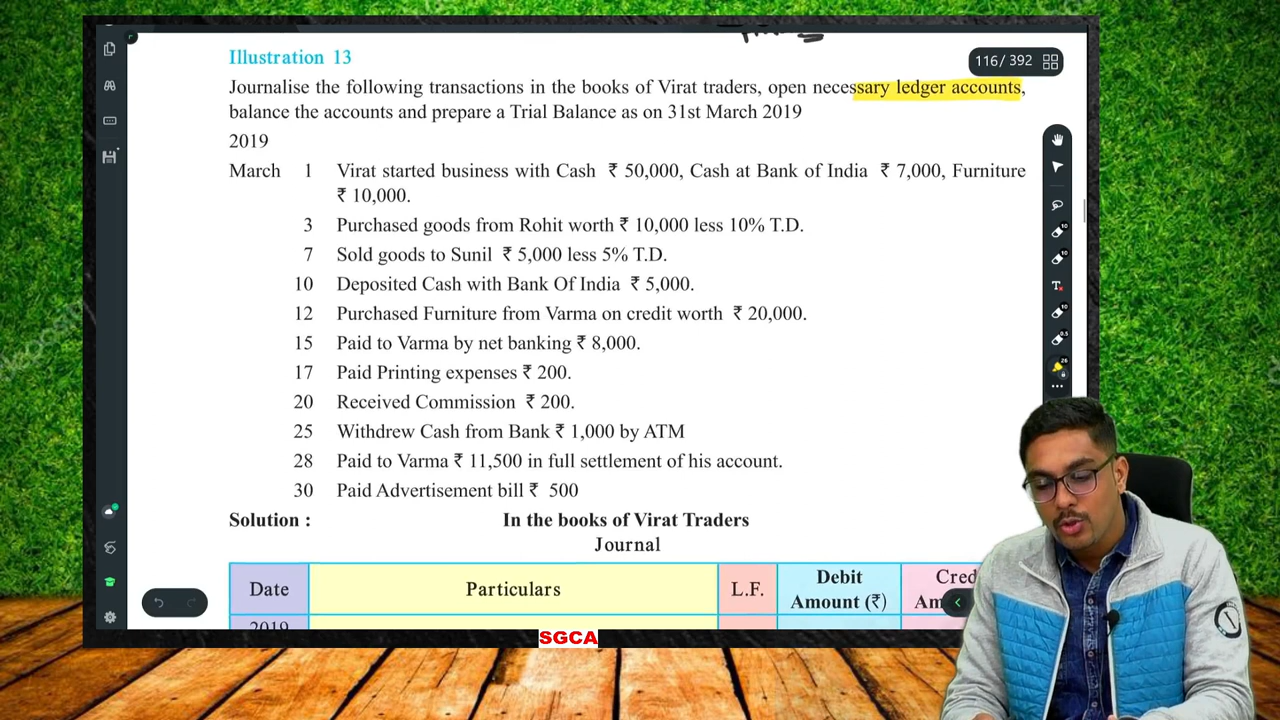 Illustration 13
116/ 392
Journalise the following transactions in the books of Virat traders, open necessary ledger accounts,
balance the accounts and prepare a Trial Balance as on 31st March 2019
2019
March 1 Virat started business with Cash ₹ 50,000, Cash at Bank of India ₹ 7,000, Furniture
₹ 10,000.
3 Purchased goods from Rohit worth ₹ 10,000 less 10% T.D.
7 Sold goods to Sunil ₹ 5,000 less 5% T.D.
10 Deposited Cash with Bank Of India ₹ 5,000.
12 Purchased Furniture from Varma on credit worth ₹ 20,000.
15 Paid to Varma by net banking ₹ 8,000.
17 Paid Printing expenses ₹ 200.
20 Received Commission ₹ 200.
25 Withdrew Cash from Bank ₹ 1,000 by ATM
28 Paid to Varma ₹ 11,500 in full settlement of his account.
30 Paid Advertisement bill ₹ 500
Solution : In the books of Virat Traders
Journal
Date Particulars L.F. Debit Amount (₹)
2019
SGCA